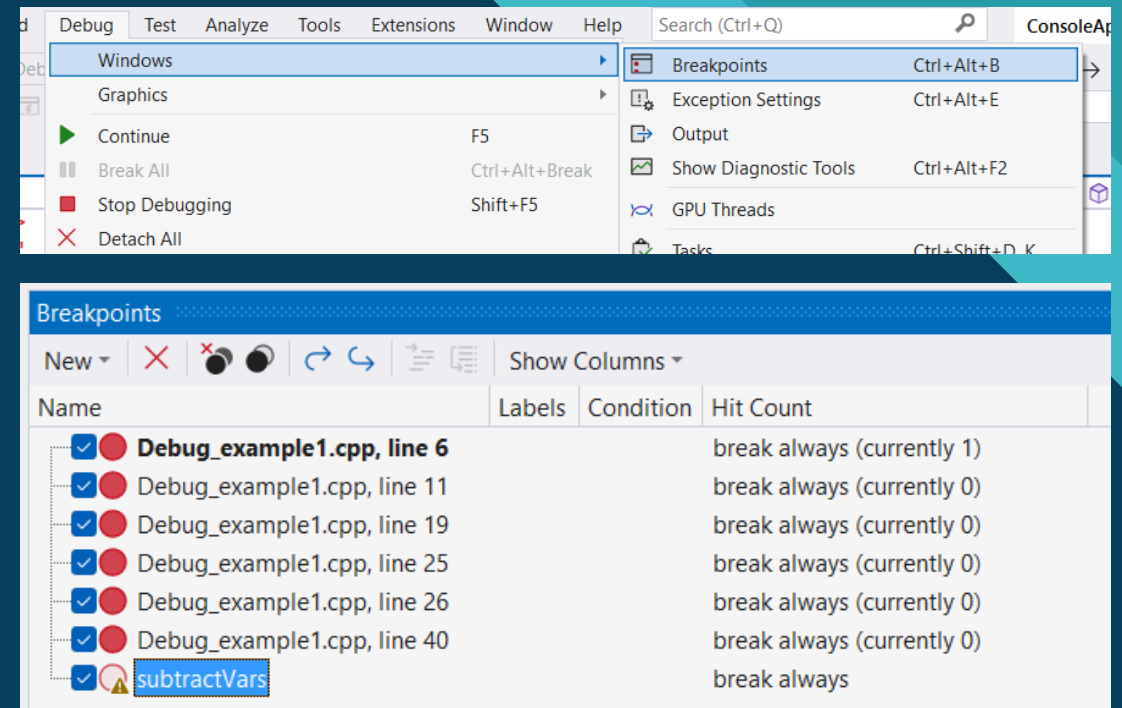 Debug Test Analyze Tools Extensions Window Help Search (Ctrl+Q) ConsoleAp
Windows
Breakpoints Ctrl+Alt+B
Graphics
Exception Settings Ctrl+Alt+E
Continue F5
Output
Break All Ctrl+Alt+Break
Show Diagnostic Tools Ctrl+Alt+F2
Stop Debugging Shift+F5
GPU Threads
Detach All
Tasks Ctrl+Shift+D, K
Breakpoints
New Show Columns
Name Labels Condition Hit Count
Debug_example1.cpp, line 6 break always (currently 1)
Debug_example1.cpp, line 11 break always (currently 0)
Debug_example1.cpp, line 19 break always (currently 0)
Debug_example1.cpp, line 25 break always (currently 0)
Debug_example1.cpp, line 26 break always (currently 0)
Debug_example1.cpp, line 40 break always (currently 0)
subtractVars break always